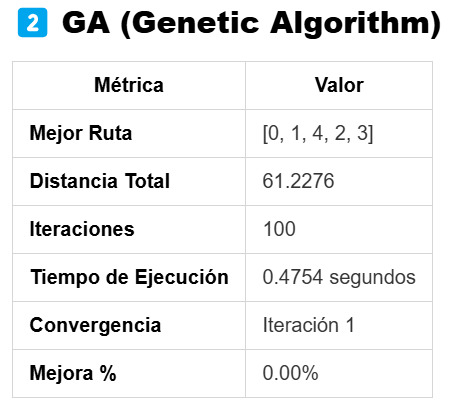 2 GA (Genetic Algorithm)
Métrica Valor
Mejor Ruta [0, 1, 4, 2, 3]
Distancia Total 61.2276
Iteraciones 100
Tiempo de Ejecución 0.4754 segundos
Convergencia Iteración 1
Mejora % 0.00%